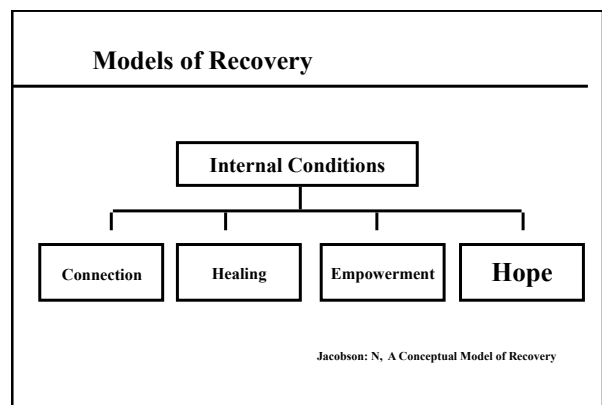 Models of Recovery
Internal Conditions
Connection
Healing
Empowerment
Hope
Jacobson: N, A Conceptual Model of Recovery